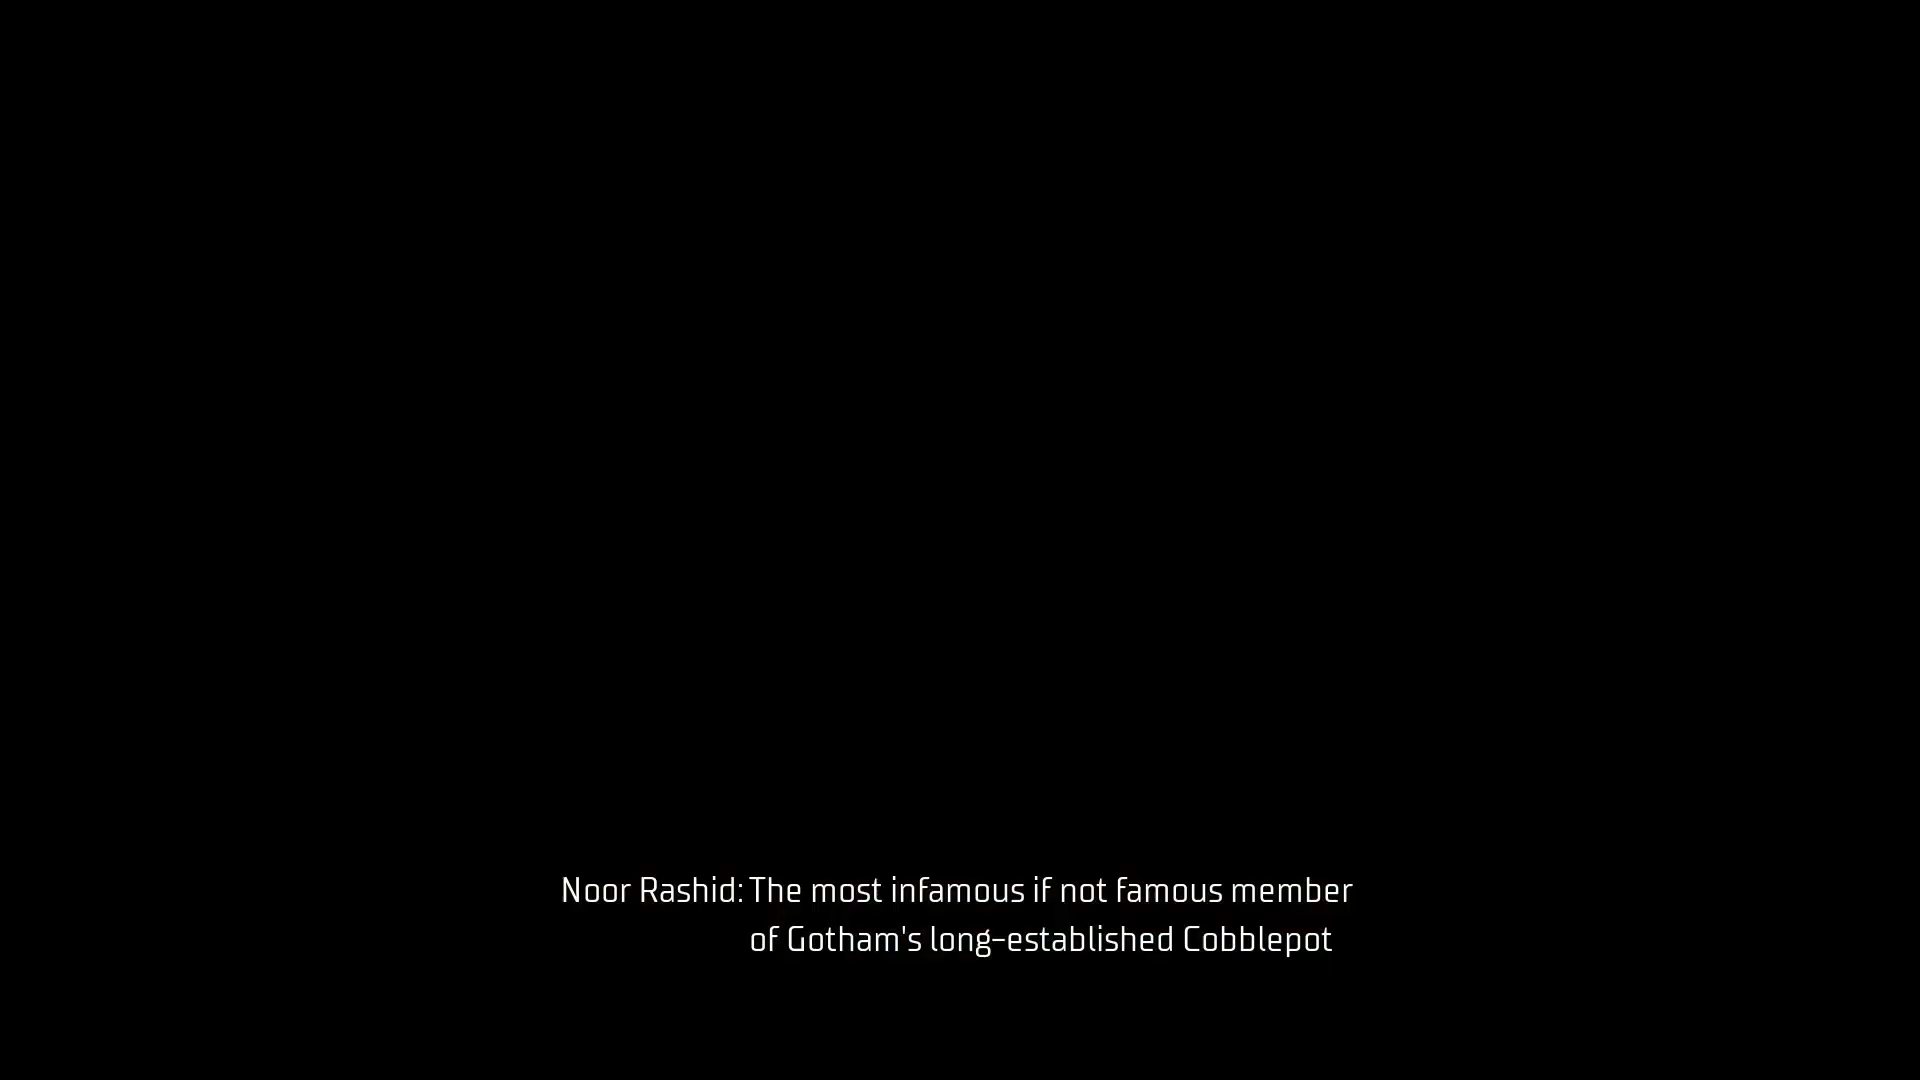 Noor Rashid: The most infamous if not famous member
of Gotham's long-established Cobblepot